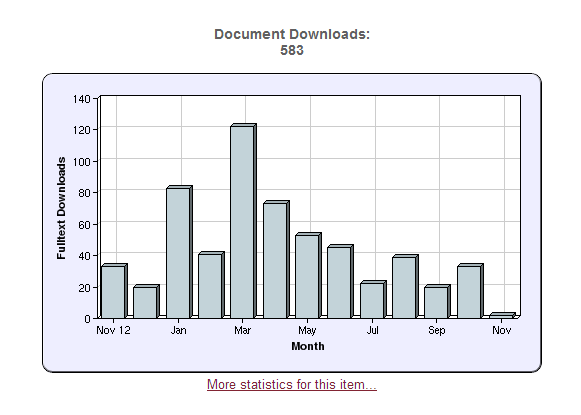 Document Downloads:
583
140
120
100
80
60
40
20
0
Fulltext Downloads
Nov 12 Jan Mar May Jul Sep Nov
Month
More statistics for this item...